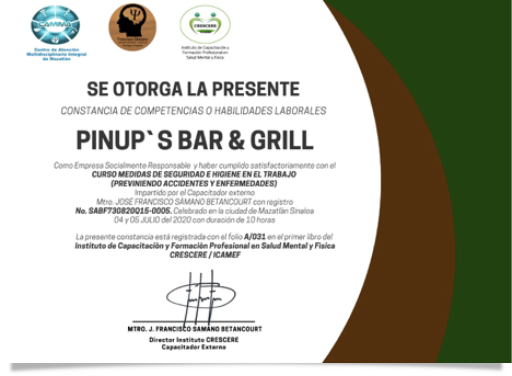 CAMIMA
Centro de Atención
Multidisciplinario Integral
de Mazatlán
CRESCERE
Instituto de Capacitación y
Formación Profesional en
Salud Mental y Física
SE OTORGA LA PRESENTE
CONSTANCIA DE COMPETENCIAS O HABILIDADES LABORALES
PINUP`S BAR & GRILL
Como Empresa Socialmente Responsable y haber cumplido satisfactoriamente con el
CURSO MEDIDAS DE SEGURIDAD E HIGIENE EN EL TRABAJO
(PREVINIENDO ACCIDENTES Y ENFERMEDADES)
Impartido por el Capacitador externo
Mtro. JOSÉ FRANCISCO SÁMANO BETANCOURT con registro
No. SABF730820Q15-0005. Celebrado en la ciudad de Mazatlán Sinaloa
04 y 05 JULIO del 2020 con duración de 10 horas
La presente constancia está registrada con el folio A/031 en el primer libro del
Instituto de Capacitación y Formación Profesional en Salud Mental y Física
CRESCERE / ICAMEF
MTRO. J. FRANCISCO SAMANO BETANCOURT
Director Instituto CRESCERE
Capacitador Externo